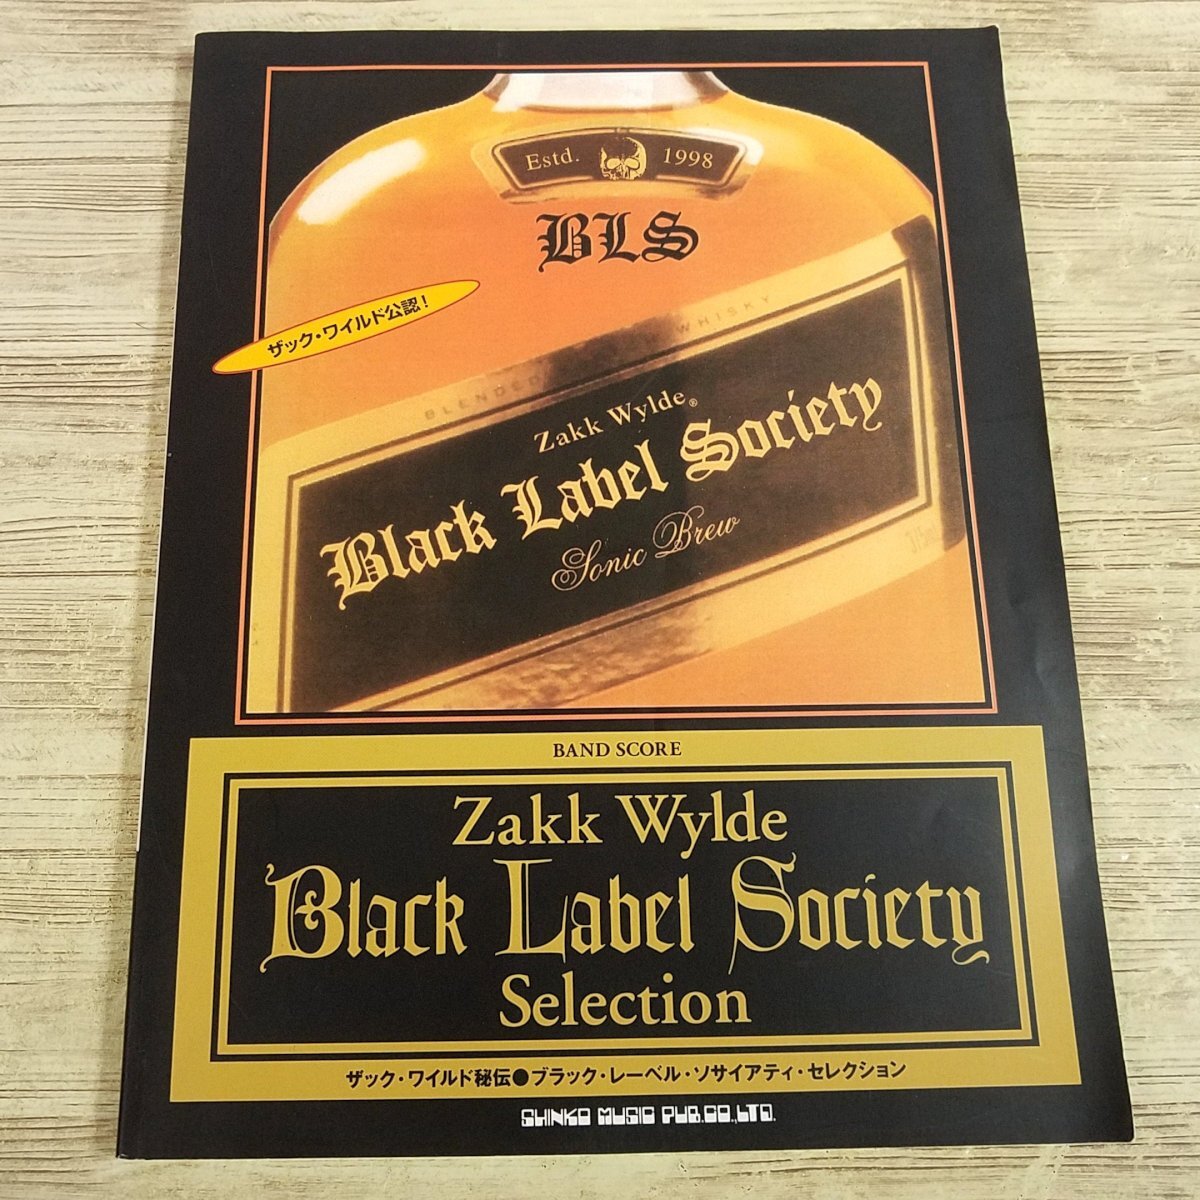 Estd. 1998
BLS
ザック・ワイルド公認！
BLENDED WHISKY
Zakk Wylde®
Black Label Society
Sonic Brew
BAND SCORE
Zakk Wylde
Black Label Society
Selection
ザック・ワイルド秘伝●ブラック・レーベル・ソサイアティ・セレクション
SHINKO MUSIC PUB.CO.,LTD.